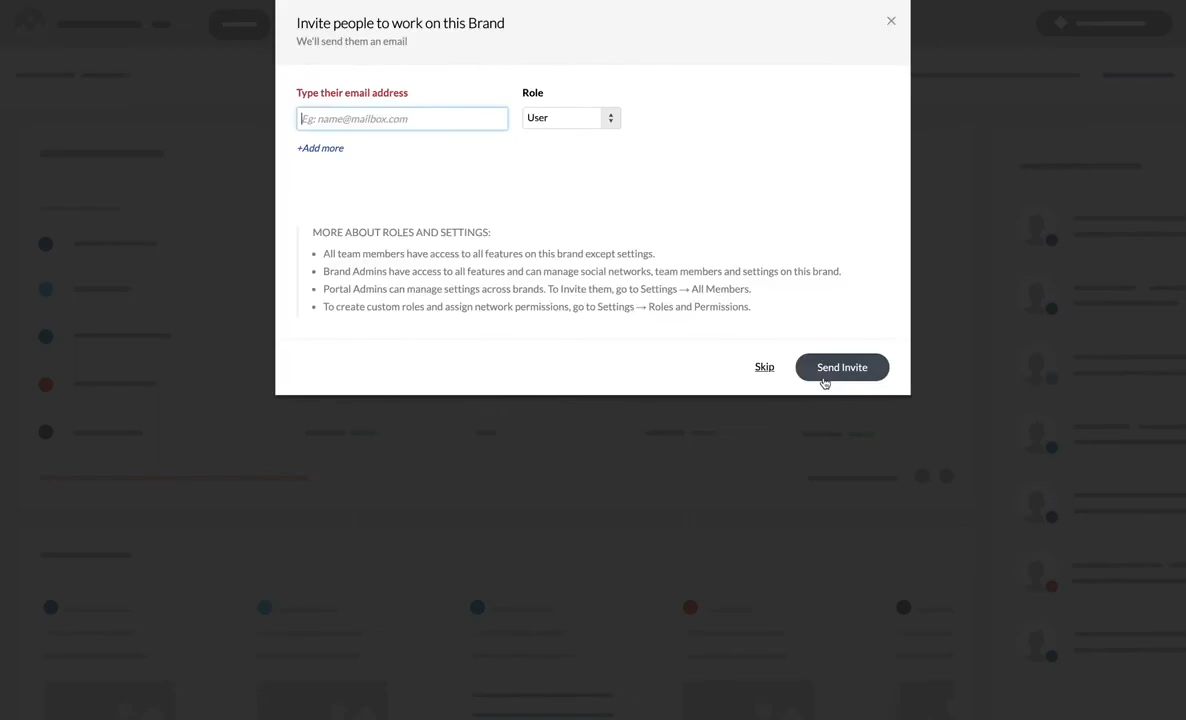 Invite people to work on this Brand
We'll send them an email
Type their email address
Role
Eg: name@mailbox.com
User
+Add more
MORE ABOUT ROLES AND SETTINGS:
• All team members have access to all features on this brand except settings.
• Brand Admins have access to all features and can manage social networks, team members and settings on this brand.
• Portal Admins can manage settings across brands. To Invite them, go to Settings → All Members.
• To create custom roles and assign network permissions, go to Settings → Roles and Permissions.
Skip
Send Invite